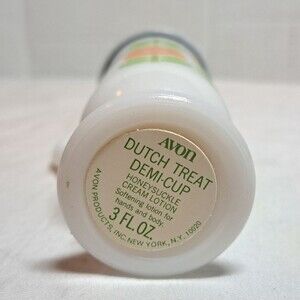 AVON
DUTCH TREAT
DEMI-CUP
HONEYSUCKLE
CREAM LOTION
Softening lotion for
hands and body.
3 FL.OZ.
AVON PRODUCTS, INC. NEW YORK, N.Y. 10020